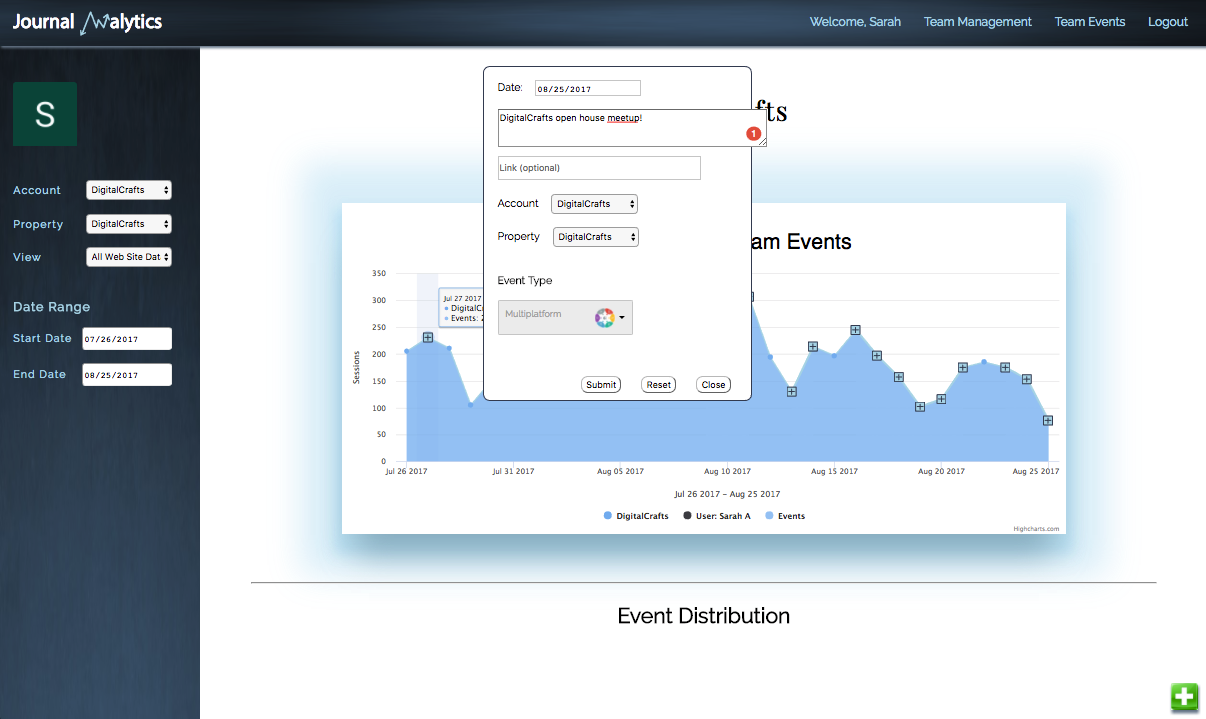 Journal Analytics
Welcome, Sarah
Team Management
Team Events
Logout
S
Account
DigitalCrafts
Property
DigitalCrafts
View
All Web Site Dat
Date Range
Start Date
07/26/2017
End Date
08/25/2017
Date:
08/25/2017
DigitalCrafts open house meetup!
1
Link (optional)
Account
DigitalCrafts
Property
DigitalCrafts
Event Type
Multiplatform
Submit
Reset
Close
fts
am Events
Sessions
350
300
250
200
150
100
50
0
Jul 27 2017
DigitalC
Events: 2
Jul 26 2017
Jul 31 2017
Aug 05 2017
Aug 10 2017
Aug 15 2017
Aug 20 2017
Aug 25 2017
Jul 26 2017 - Aug 25 2017
DigitalCrafts
User: Sarah A
Events
Highcharts.com
Event Distribution